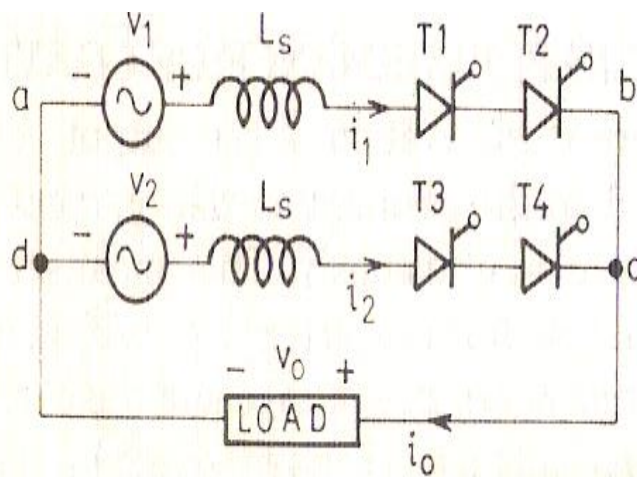 V1 Ls T1 T2
a - + b
i1
V2 Ls T3 T4
d - + c
i2
- Vo +
LOAD
io